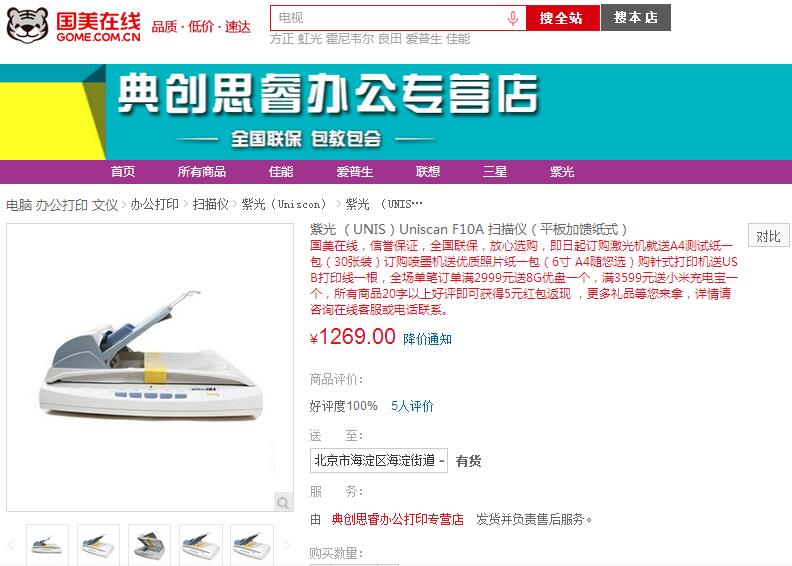 国美在线
GOME.COM.CN
品质·低价·速达
电视
搜全站
搜本店
方正 虹光 霍尼韦尔 良田 爱普生 佳能
典创思睿办公专营店
全国联保 包教包会
首页 所有商品 佳能 爱普生 联想 三星 紫光
电脑 办公打印 文仪 > 办公打印 > 扫描仪 > 紫光（Uniscon） > 紫光 （UNIS…
紫光 （UNIS）Uniscan F10A 扫描仪（平板加馈纸式）
对比
国美在线，信誉保证，全国联保，放心选购，即日起订购激光机就送A4测试纸一
包（30张装）订购喷墨机送优质照片纸一包（6寸 A4随您选）购针式打印机送US
B打印线一根，全场单笔订单满2999元送8G优盘一个，满3599元送小米充电宝一
个，所有商品20字以上好评即可获得5元红包返现 ，更多礼品等您来拿，详情请
咨询在线客服或电话联系。
¥1269.00 降价通知
商品评价：
好评度100% 5人评价
送 至：
北京市海淀区海淀街道 - 有货
服 务：
由 典创思睿办公打印专营店 发货并负责售后服务。
购买数量：